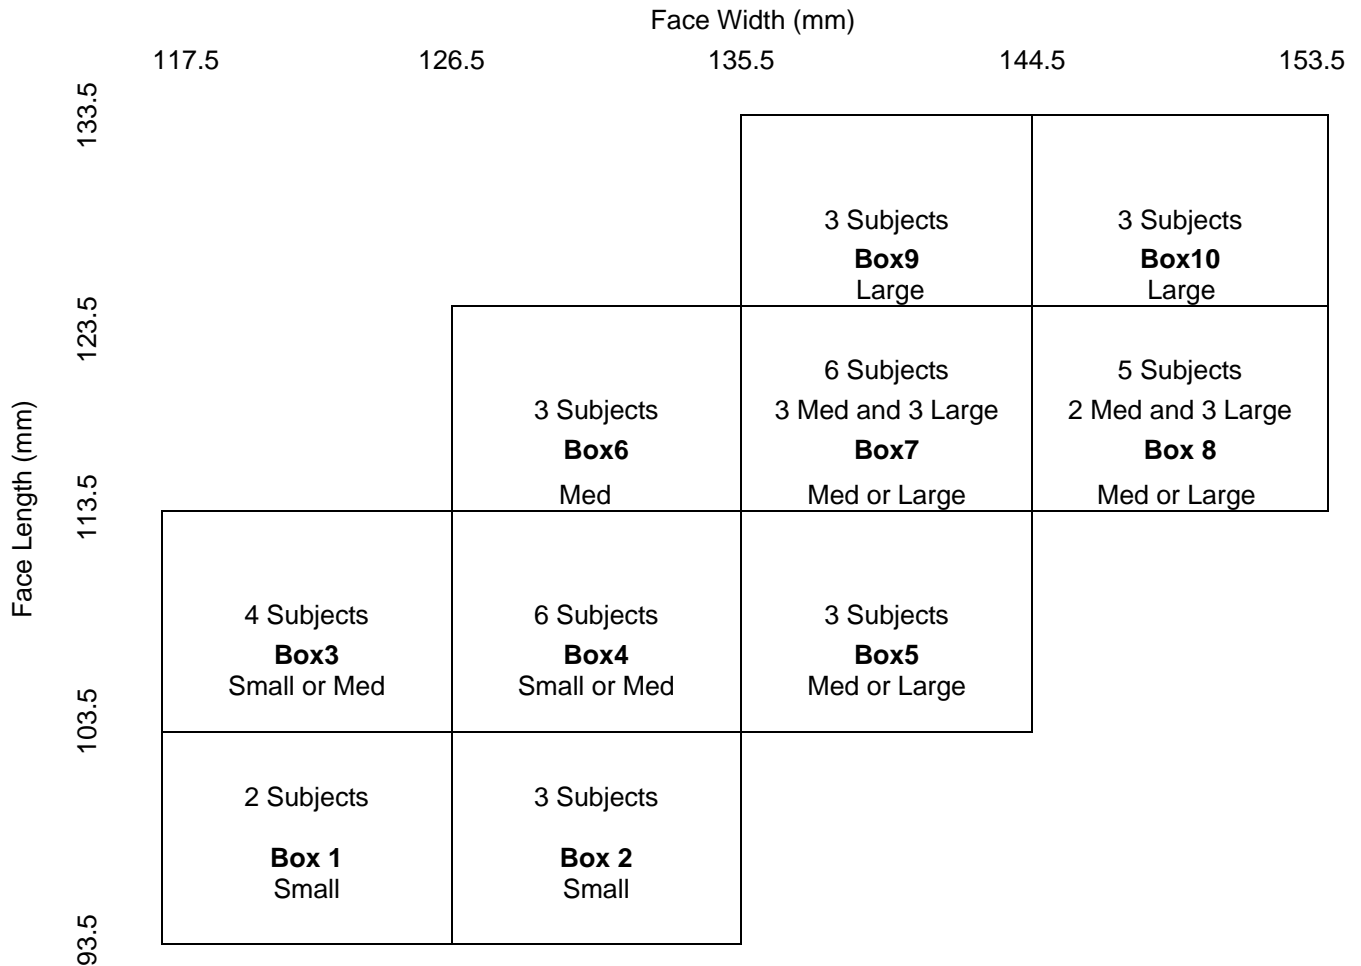 Face Width (mm)
117.5 126.5 135.5 144.5 153.5
Face Length (mm)
133.5
123.5
113.5
103.5
93.5
3 Subjects
Box9
Large
3 Subjects
Box10
Large
3 Subjects
Box6
Med
6 Subjects
3 Med and 3 Large
Box7
Med or Large
5 Subjects
2 Med and 3 Large
Box 8
Med or Large
4 Subjects
Box3
Small or Med
6 Subjects
Box4
Small or Med
3 Subjects
Box5
Med or Large
2 Subjects
Box 1
Small
3 Subjects
Box 2
Small